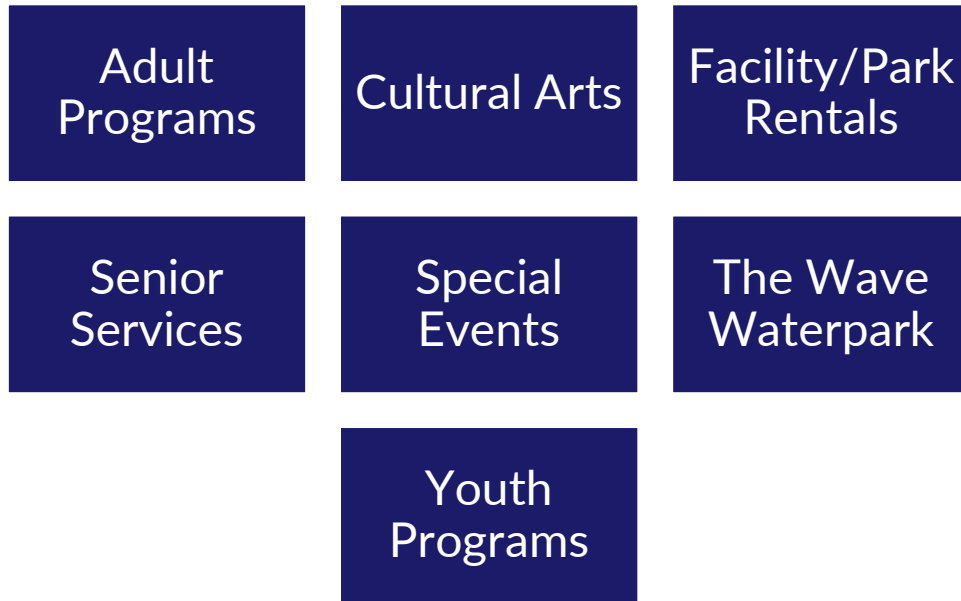 Adult
Programs
Cultural Arts
Facility/Park
Rentals
Senior
Services
Special
Events
The Wave
Waterpark
Youth
Programs